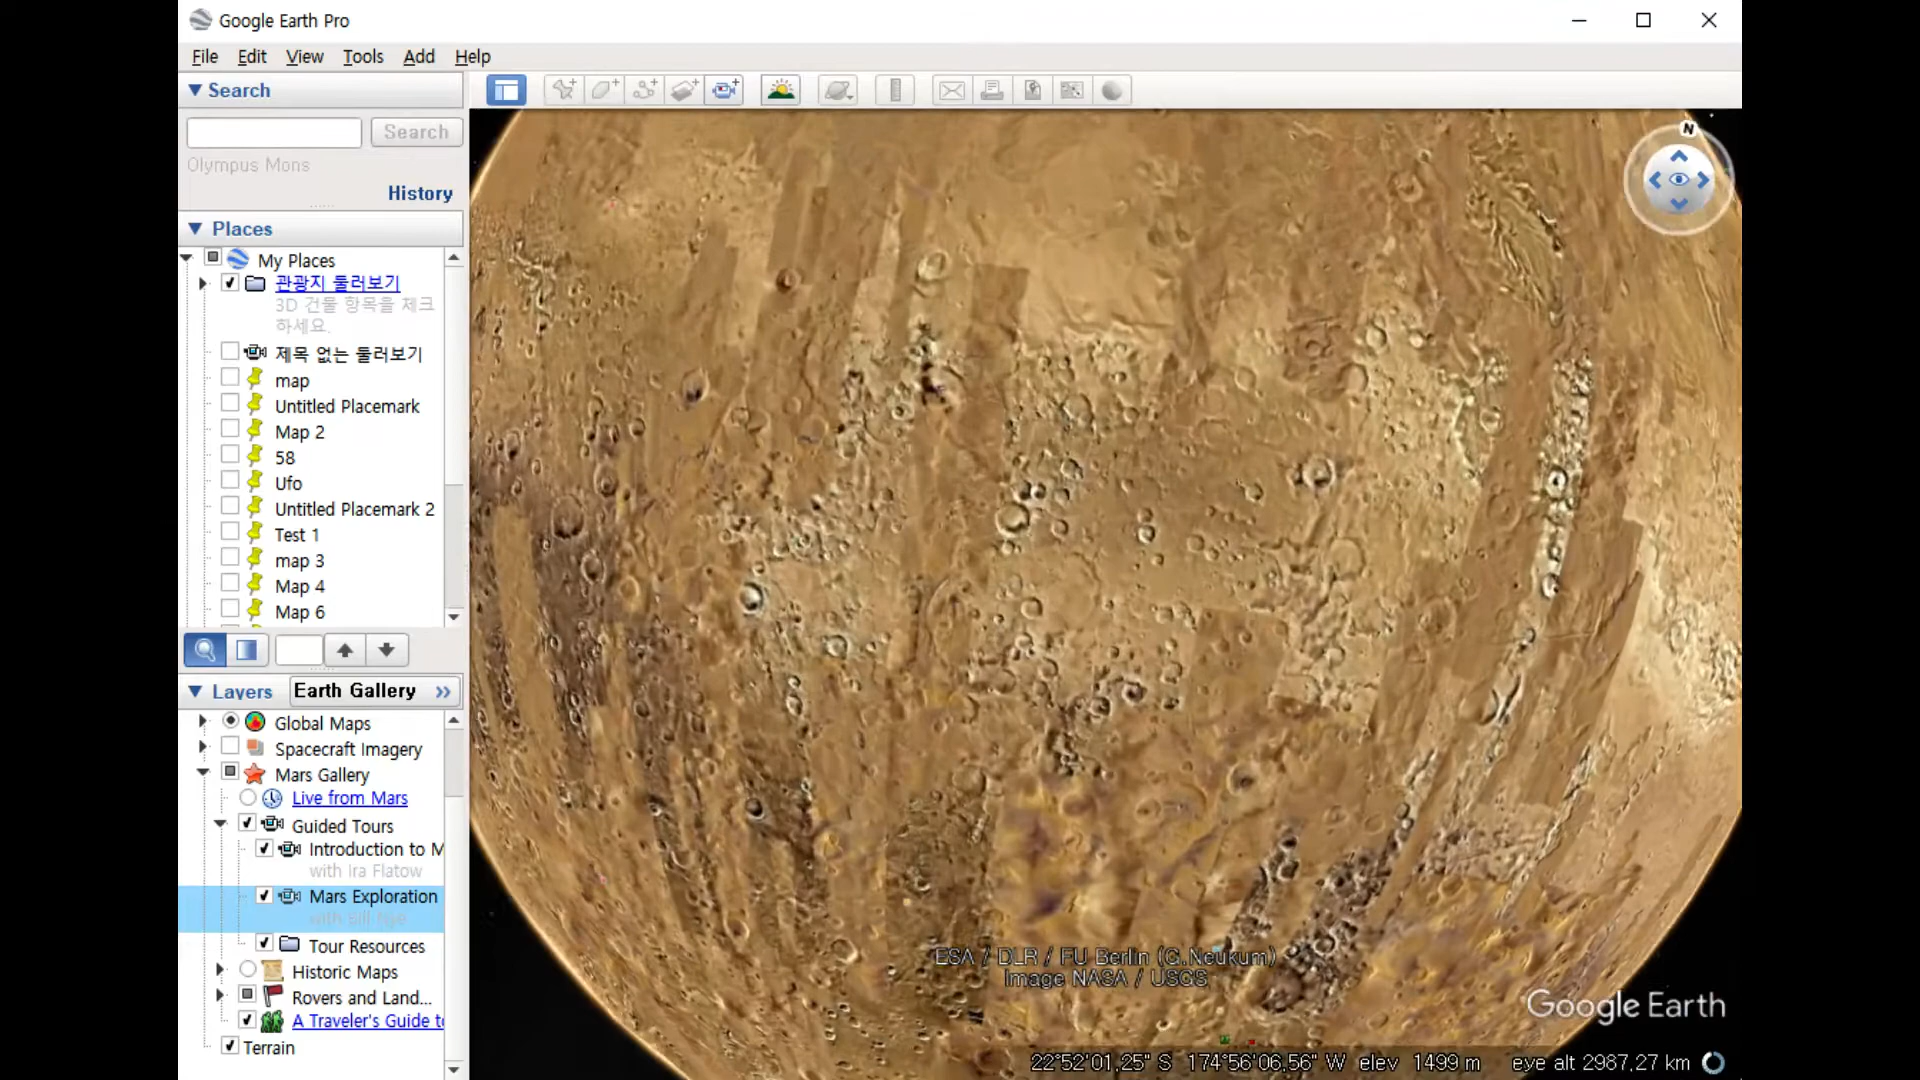 Google Earth Pro
File Edit View Tools Add Help
Search
Search
Olympus Mons
History
Places
My Places
관광지 둘러보기
3D 건물 항목을 체크
하세요.
제목 없는 둘러보기
map
Untitled Placemark
Map 2
58
Ufo
Untitled Placemark 2
Test 1
map 3
Map 4
Map 6
Layers
Earth Gallery »
Global Maps
Spacecraft Imagery
Mars Gallery
Live from Mars
Guided Tours
Introduction to M
with Ira Flatow
Mars Exploration
with Bill Nye
Tour Resources
Historic Maps
Rovers and Land...
A Traveler's Guide to
Terrain
N
ESA / DLR / FU Berlin (G.Neukum)
Image NASA / USGS
Google Earth
22°52'01,25" S 174°56'06,56" W elev 1499 m eye alt 2987,27 km